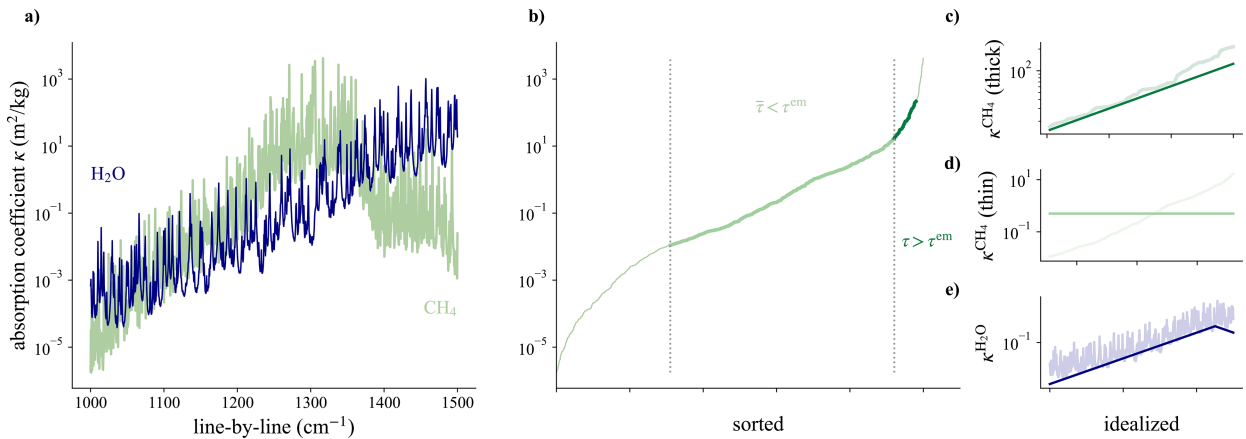 a)
absorption coefficient κ (m²/kg)
10³
10¹
10⁻¹
10⁻³
10⁻⁵
H₂O
CH₄
1000
1100
1200
1300
1400
1500
line-by-line (cm⁻¹)
b)
10³
10¹
10⁻¹
10⁻³
10⁻⁵
τ̄ < τᵉᵐ
τ > τᵉᵐ
sorted
c)
κ^CH₄ (thick)
10²
d)
κ^CH₄ (thin)
10¹
10⁻¹
e)
κ^H₂O
10⁻¹
idealized